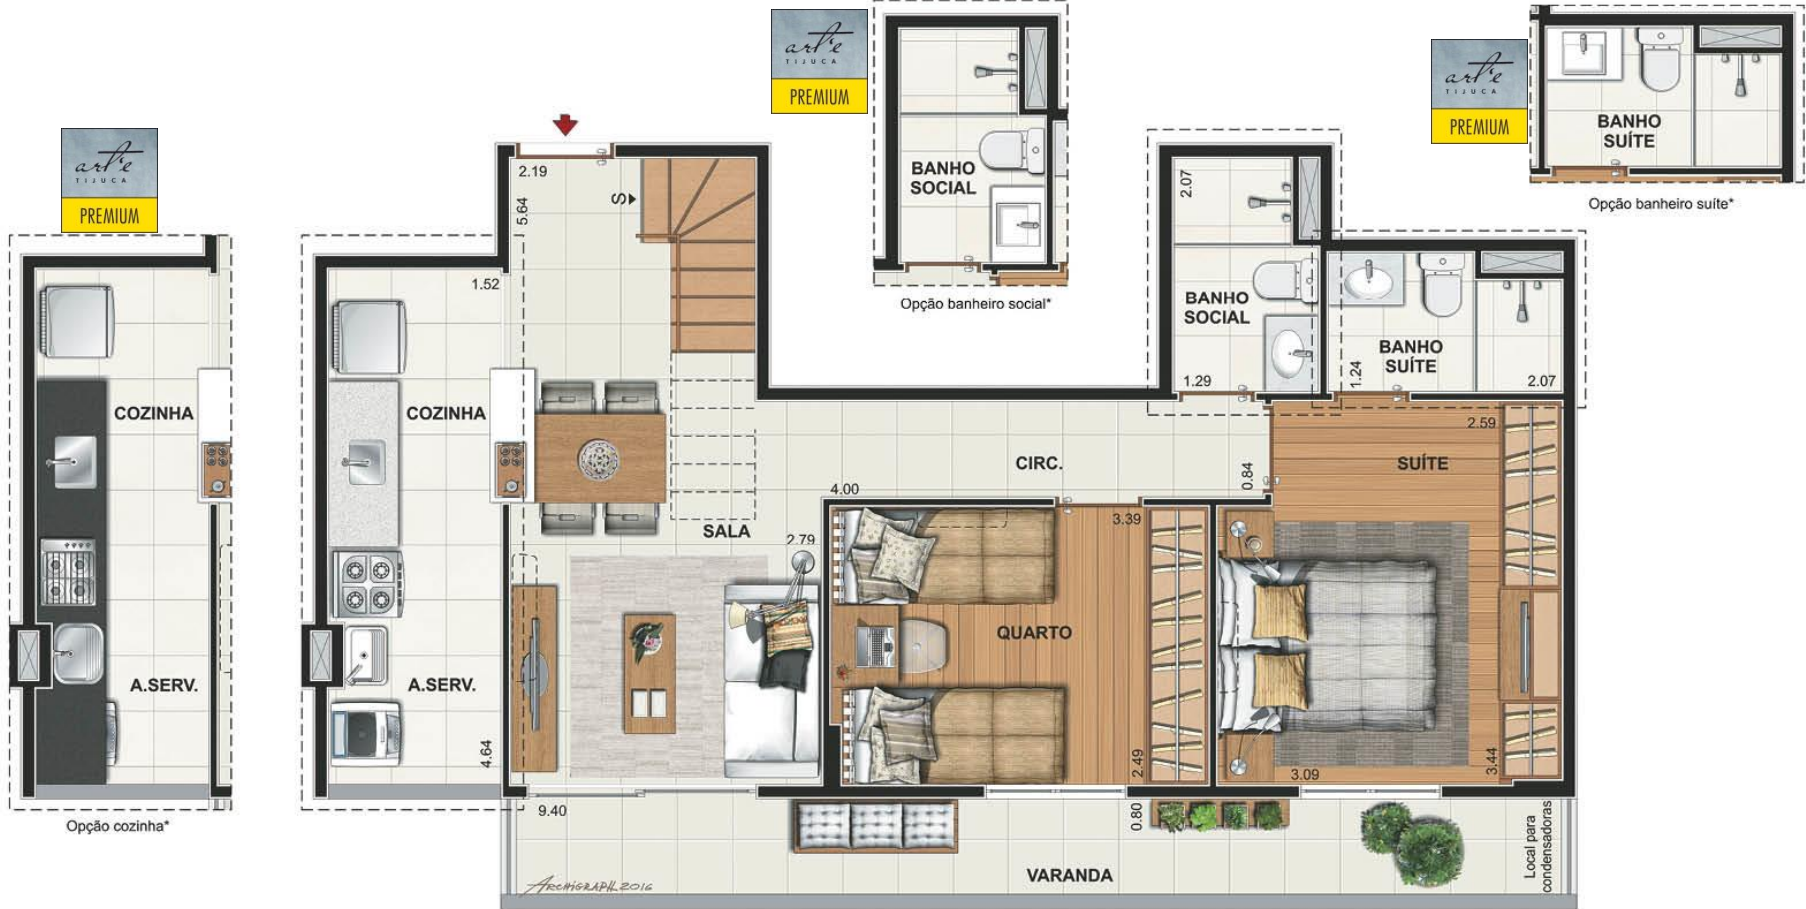 art'e
TIJUCA
PREMIUM
COZINHA
A.SERV.
Opção cozinha*
art'e
TIJUCA
PREMIUM
BANHO
SOCIAL
Opção banheiro social*
art'e
TIJUCA
PREMIUM
BANHO
SUÍTE
Opção banheiro suíte*
2.19
5.64
S
1.52
COZINHA
A.SERV.
4.64
SALA
2.79
4.00
CIRC.
0.84
2.07
BANHO
SOCIAL
1.29
BANHO
SUÍTE
1.24
2.07
2.59
SUÍTE
3.39
QUARTO
2.49
3.09
3.44
9.40
0.80
VARANDA
Local para
condensadoras
ARCHIGRAPH 2016